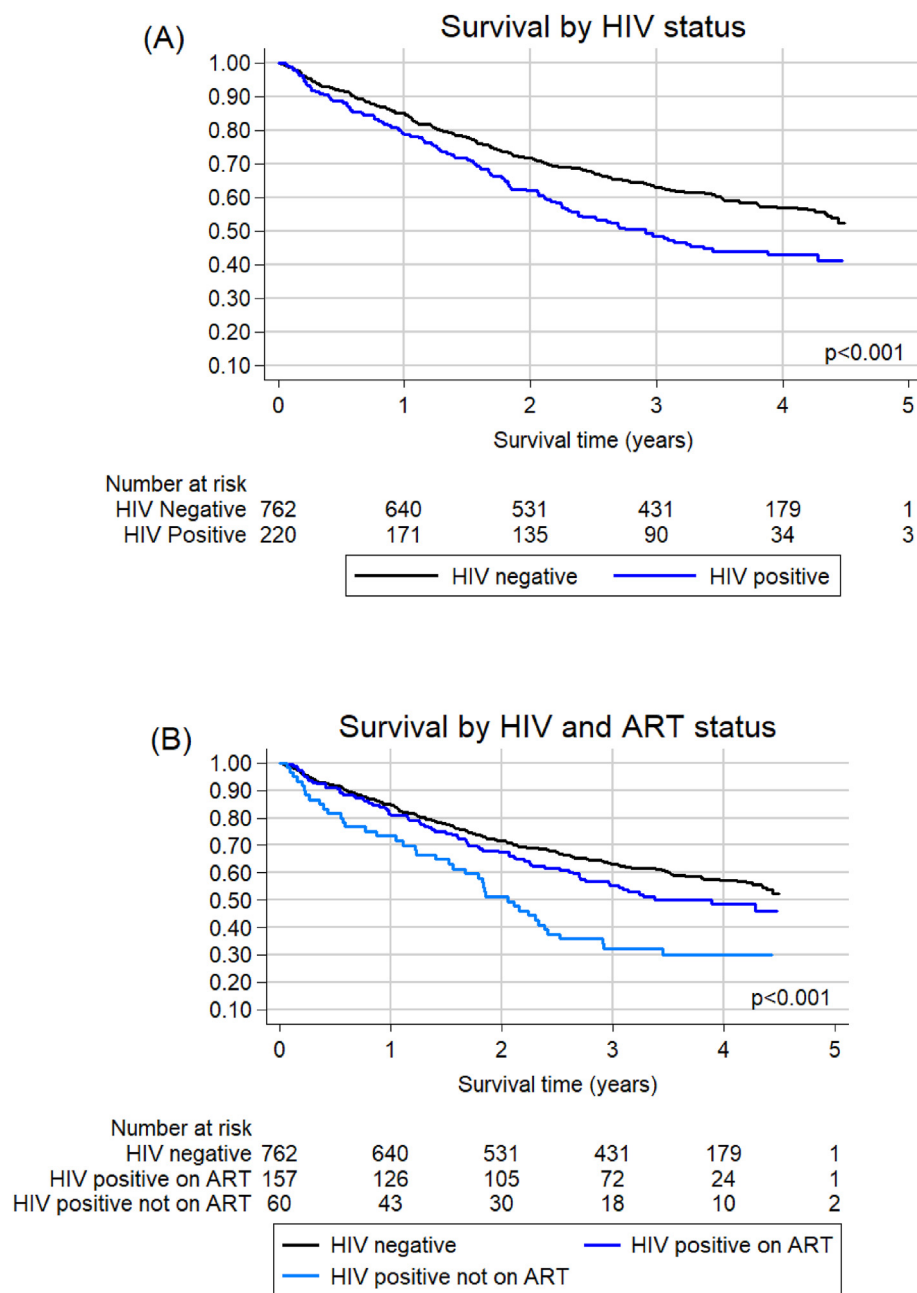 (A)
Survival by HIV status
1.00
0.90
0.80
0.70
0.60
0.50
0.40
0.30
0.20
0.10
p<0.001
0 1 2 3 4 5
Survival time (years)
Number at risk
HIV Negative 762 640 531 431 179 1
HIV Positive 220 171 135 90 34 3
HIV negative HIV positive
(B)
Survival by HIV and ART status
1.00
0.90
0.80
0.70
0.60
0.50
0.40
0.30
0.20
0.10
p<0.001
0 1 2 3 4 5
Survival time (years)
Number at risk
HIV negative 762 640 531 431 179 1
HIV positive on ART 157 126 105 72 24 1
HIV positive not on ART 60 43 30 18 10 2
HIV negative HIV positive on ART
HIV positive not on ART